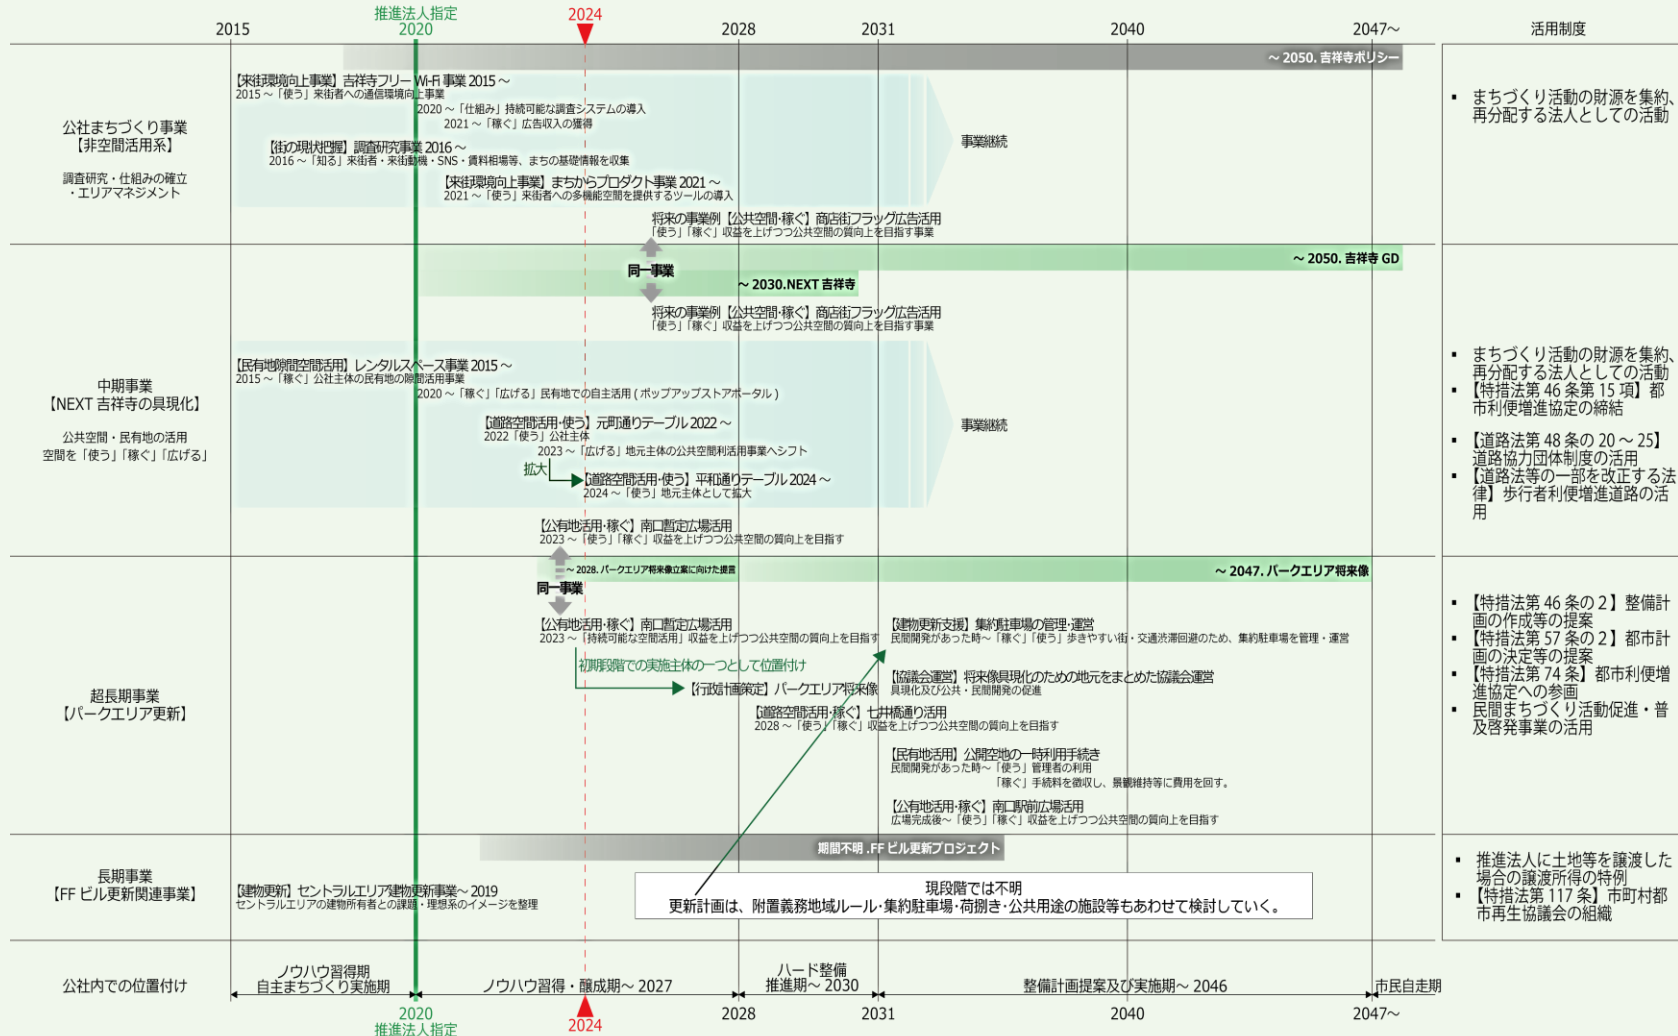 推進法人指定
2015
2020
2024
2028
2031
2040
2047～
活用制度
～ 2050. 吉祥寺ポリシー
公社まちづくり事業
【非空間活用系】
調査研究・仕組みの確立
・エリアマネジメント
【来街環境向上事業】吉祥寺フリー Wi-Fi 事業 2015 ～
2015 ～「使う」来街者への通信環境向上事業
2020 ～「仕組み」持続可能な調査システムの導入
2021 ～「稼ぐ」広告収入の獲得
【街の現状把握】調査研究事業 2016 ～
2016 ～「知る」来街者・来街動機・SNS・賃料相場等、まちの基礎情報を収集
【来街環境向上事業】まちからプロダクト事業 2021 ～
2021 ～「使う」来街者への多機能空間を提供するツールの導入
事業継続
将来の事業例【公共空間・稼ぐ】商店街フラッグ広告活用
「使う」「稼ぐ」収益を上げつつ公共空間の質向上を目指す事業
▪ まちづくり活動の財源を集約、
再分配する法人としての活動
～ 2050. 吉祥寺 GD
同一事業
～ 2030.NEXT 吉祥寺
将来の事業例【公共空間・稼ぐ】商店街フラッグ広告活用
「使う」「稼ぐ」収益を上げつつ公共空間の質向上を目指す事業
中期事業
【NEXT 吉祥寺の具現化】
公共空間・民有地の活用
空間を「使う」「稼ぐ」「広げる」
【民有地隙間空間活用】レンタルスペース事業 2015 ～
2015 ～「稼ぐ」公社主体の民有地の隙間活用事業
2020 ～「稼ぐ」「広げる」民有地での自主活用 ( ポップアップストアポータル )
【道路空間活用・使う】元町通りテーブル 2022 ～
2022「使う」公社主体
2023 ～「広げる」地元主体の公共空間利活用事業へシフト
拡大
【道路空間活用・使う】平和通りテーブル 2024 ～
2024 ～「使う」地元主体として拡大
事業継続
【公有地活用・稼ぐ】南口暫定広場活用
2023 ～「使う」「稼ぐ」収益を上げつつ公共空間の質向上を目指す
▪ まちづくり活動の財源を集約、
再分配する法人としての活動
▪ 【特措法第 46 条第 15 項】都
市利便増進協定の締結
▪ 【道路法第 48 条の 20 ～ 25】
道路協力団体制度の活用
▪ 【道路法等の一部を改正する法
律】歩行者利便増進道路の活
用
～ 2028. パークエリア将来像立案に向けた提言
～ 2047. パークエリア将来像
同一事業
超長期事業
【パークエリア更新】
【公有地活用・稼ぐ】南口暫定広場活用
2023 ～「持続可能な空間活用」収益を上げつつ公共空間の質向上を目指す
初期段階での実施主体の一つとして位置付け
【行政計画策定】パークエリア将来像
【道路空間活用・稼ぐ】七井橋通り活用
2028 ～「使う」「稼ぐ」収益を上げつつ公共空間の質向上を目指す
【建物更新支援】集約駐車場の管理・運営
民間開発があった時～「稼ぐ」「使う」歩きやすい街・交通渋滞回避のため、集約駐車場を管理・運営
【協議会運営】将来像具現化のための地元をまとめた協議会運営
具現化及び公共・民間開発の促進
【民有地活用】公開空地の一時利用手続き
民間開発があった時～「使う」管理者の利用
「稼ぐ」手続料を徴収し、景観維持等に費用を回す。
【公有地活用・稼ぐ】南口駅前広場活用
広場完成後～「使う」「稼ぐ」収益を上げつつ公共空間の質向上を目指す
▪ 【特措法第 46 条の 2 】整備計
画の作成等の提案
▪ 【特措法第 57 条の 2 】都市計
画の決定等の提案
▪ 【特措法第 74 条】都市利便増
進協定への参画
▪ 民間まちづくり活動促進・普
及啓発事業の活用
期間不明 .FF ビル更新プロジェクト
長期事業
【FF ビル更新関連事業】
【建物更新】セントラルエリア建物更新事業～ 2019
セントラルエリアの建物所有者との課題・理想系のイメージを整理
現段階では不明
更新計画は、附置義務地域ルール・集約駐車場・荷捌き・公共用途の施設等もあわせて検討していく。
▪ 推進法人に土地等を譲渡した
場合の譲渡所得の特例
▪ 【特措法第 117 条】市町村都
市再生協議会の組織
公社内での位置付け
ノウハウ習得期
自主まちづくり実施期
ノウハウ習得・醸成期～ 2027
ハード整備
推進期～ 2030
整備計画提案及び実施期～ 2046
市民自走期
2020
推進法人指定
2024
2028
2031
2040
2047～